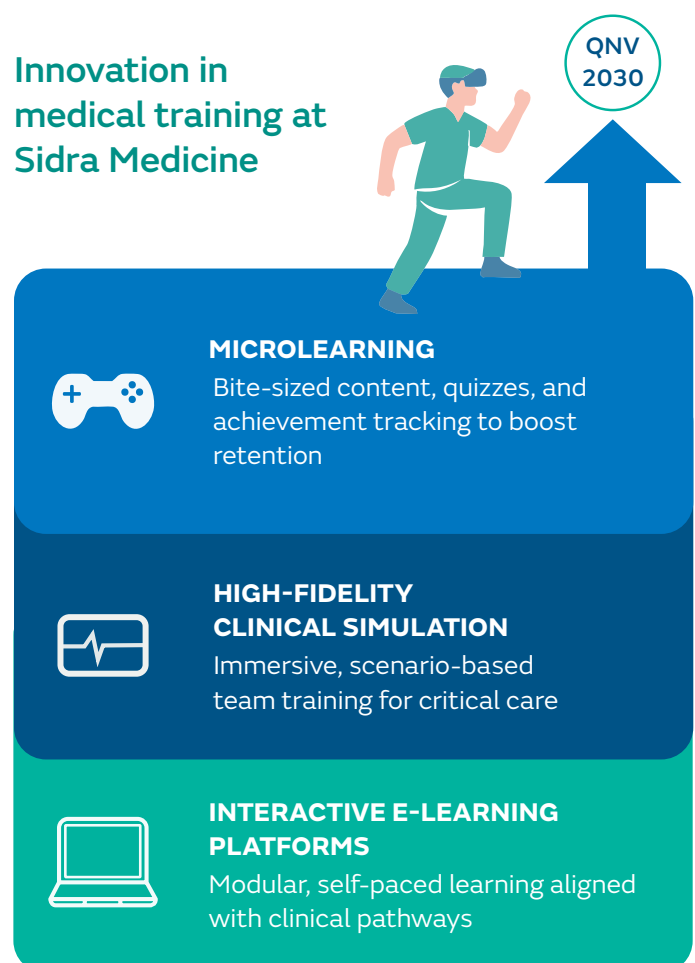 Innovation in
medical training at
Sidra Medicine
QNV
2030
MICROLEARNING
Bite-sized content, quizzes, and
achievement tracking to boost
retention
HIGH-FIDELITY
CLINICAL SIMULATION
Immersive, scenario-based
team training for critical care
INTERACTIVE E-LEARNING
PLATFORMS
Modular, self-paced learning aligned
with clinical pathways